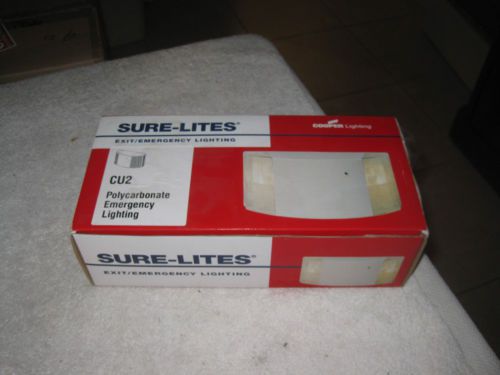 SURE-LITES®
EXIT/EMERGENCY LIGHTING
COOPER Lighting
CU2
Polycarbonate
Emergency
Lighting
SURE-LITES®
EXIT/EMERGENCY LIGHTING